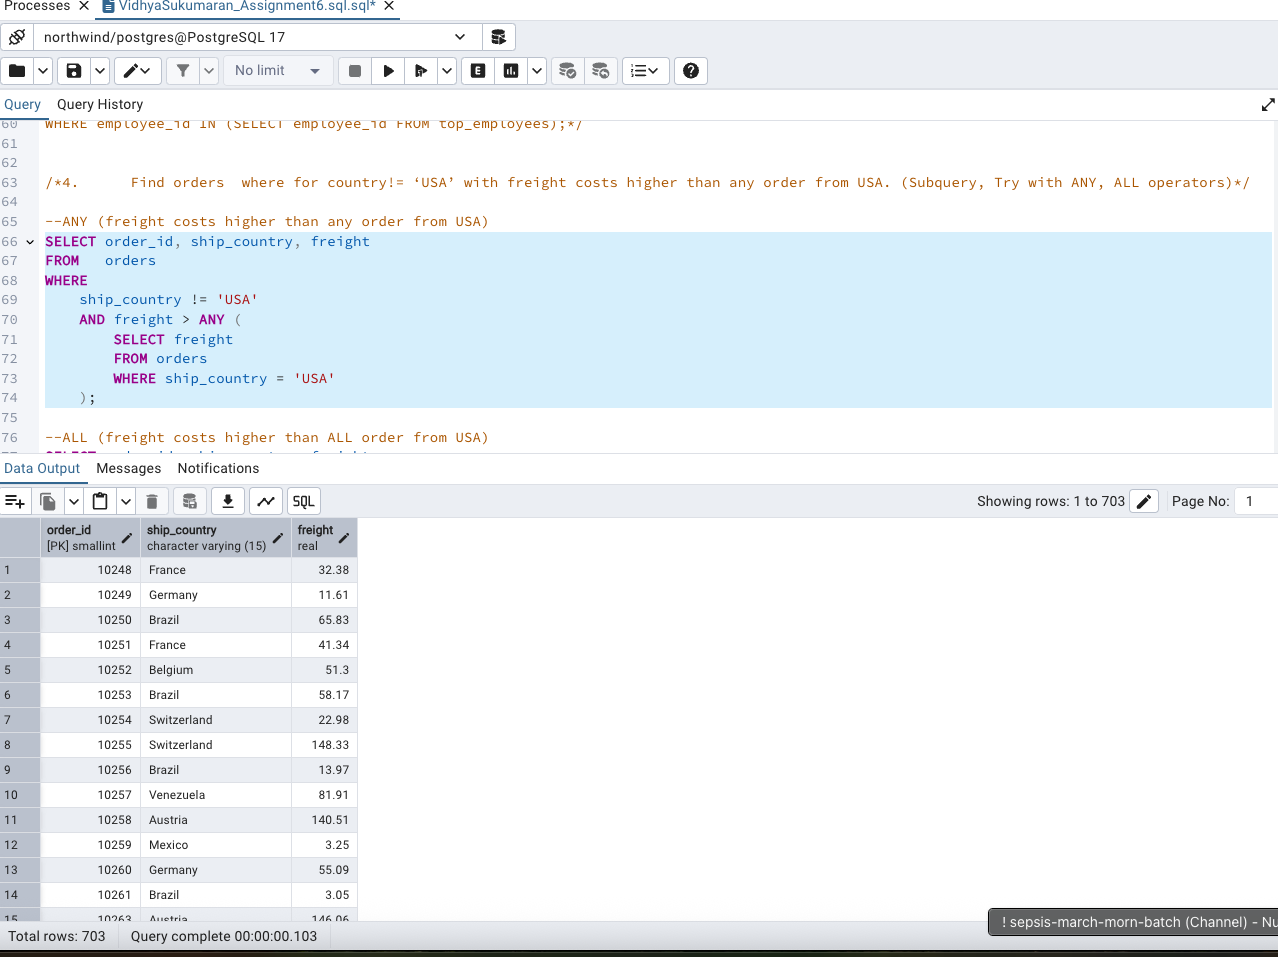 Processes
VidhyaSukumaran_Assignment6.sql.sql*
northwind/postgres@PostgreSQL 17
No limit
E
Query
Query History
60 WHERE employee_id IN (SELECT employee_id FROM top_employees);*/
61
62
63 /*4. Find orders where for country!= ‘USA’ with freight costs higher than any order from USA. (Subquery, Try with ANY, ALL operators)*/
64
65 --ANY (freight costs higher than any order from USA)
66 SELECT order_id, ship_country, freight
67 FROM orders
68 WHERE
69 ship_country != 'USA'
70 AND freight > ANY (
71 SELECT freight
72 FROM orders
73 WHERE ship_country = 'USA'
74 );
75
76 --ALL (freight costs higher than ALL order from USA)
Data Output
Messages
Notifications
SQL
Showing rows: 1 to 703
Page No: 1
order_id ship_country freight
[PK] smallint character varying (15) real
1 10248 France 32.38
2 10249 Germany 11.61
3 10250 Brazil 65.83
4 10251 France 41.34
5 10252 Belgium 51.3
6 10253 Brazil 58.17
7 10254 Switzerland 22.98
8 10255 Switzerland 148.33
9 10256 Brazil 13.97
10 10257 Venezuela 81.91
11 10258 Austria 140.51
12 10259 Mexico 3.25
13 10260 Germany 55.09
14 10261 Brazil 3.05
15 10263 Austria 146.06
! sepsis-march-morn-batch (Channel) - Nu
Total rows: 703
Query complete 00:00:00.103